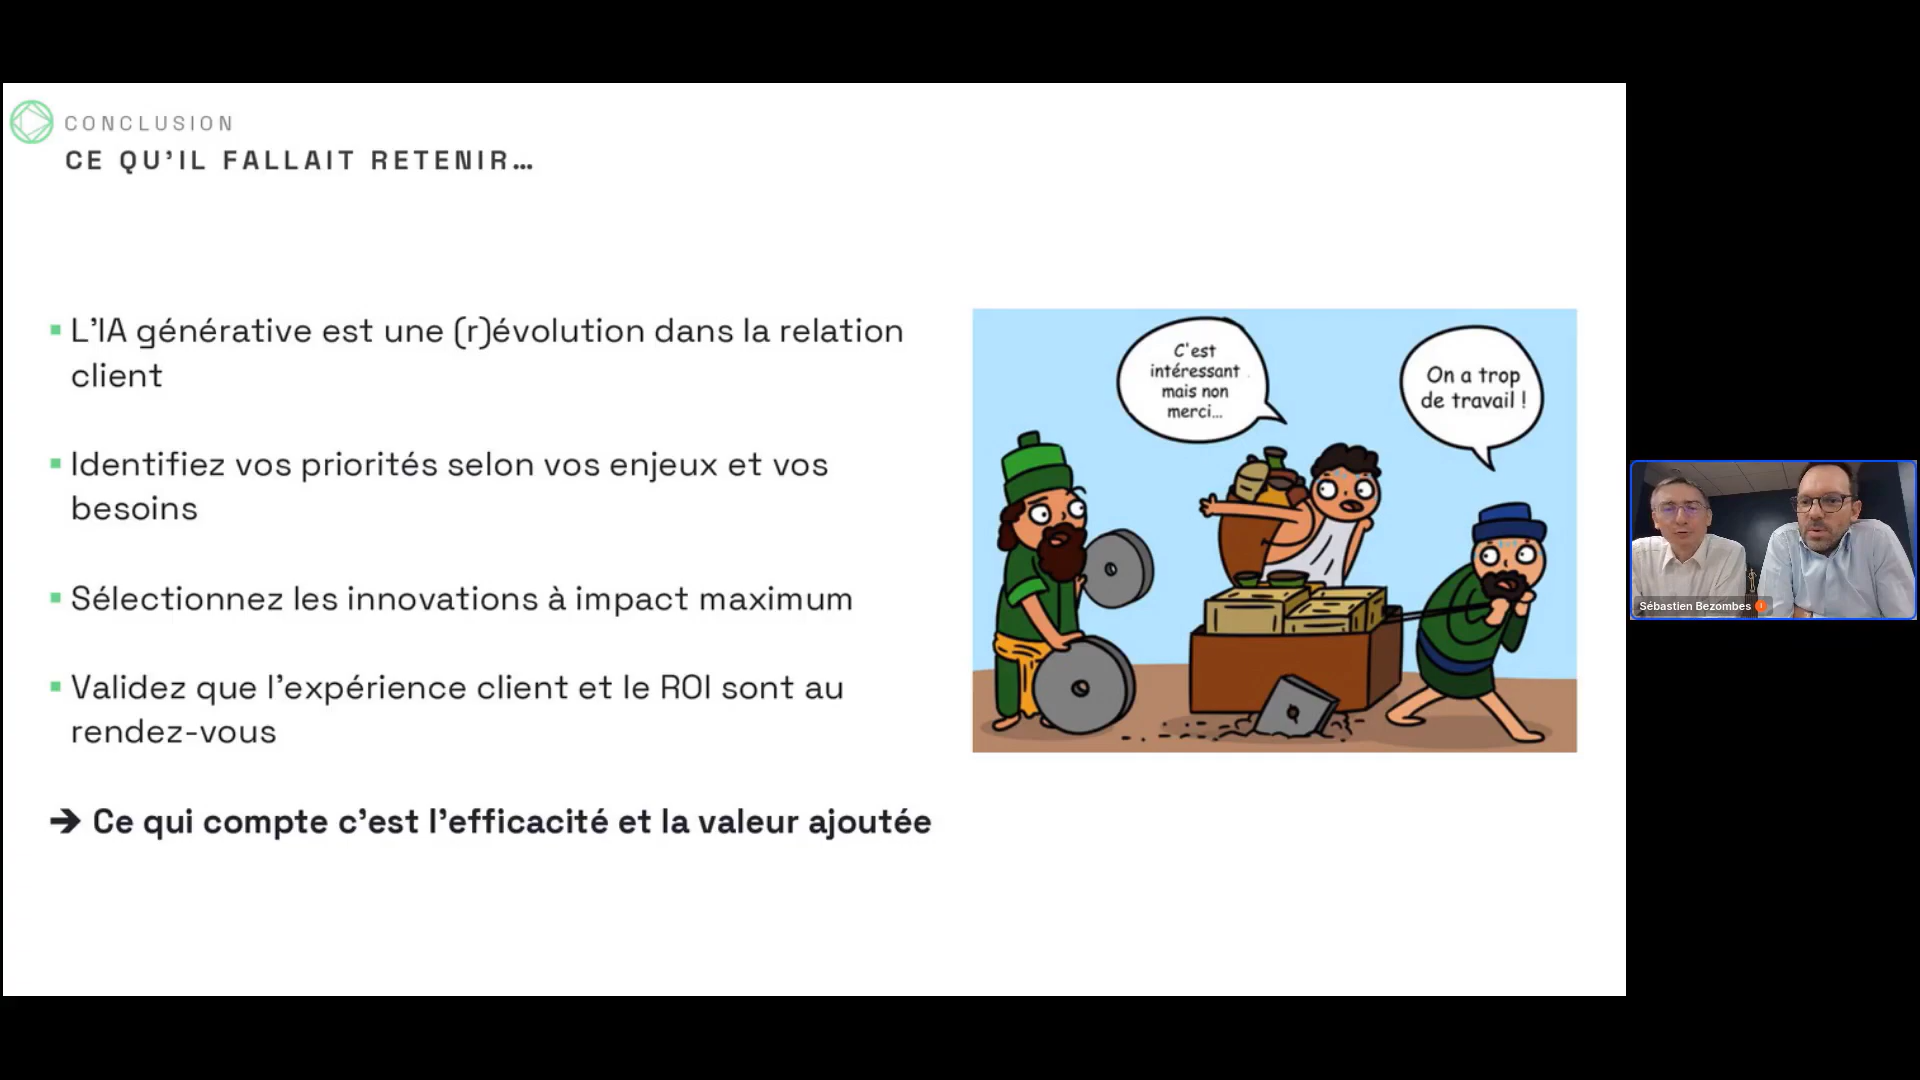 CONCLUSION
CE QU'IL FALLAIT RETENIR…
▪ L'IA générative est une (r)évolution dans la relation
client
▪ Identifiez vos priorités selon vos enjeux et vos
besoins
▪ Sélectionnez les innovations à impact maximum
▪ Validez que l'expérience client et le ROI sont au
rendez-vous
➔ Ce qui compte c'est l'efficacité et la valeur ajoutée
C'est
intéressant
mais non
merci...
On a trop
de travail !
Sébastien Bezombes